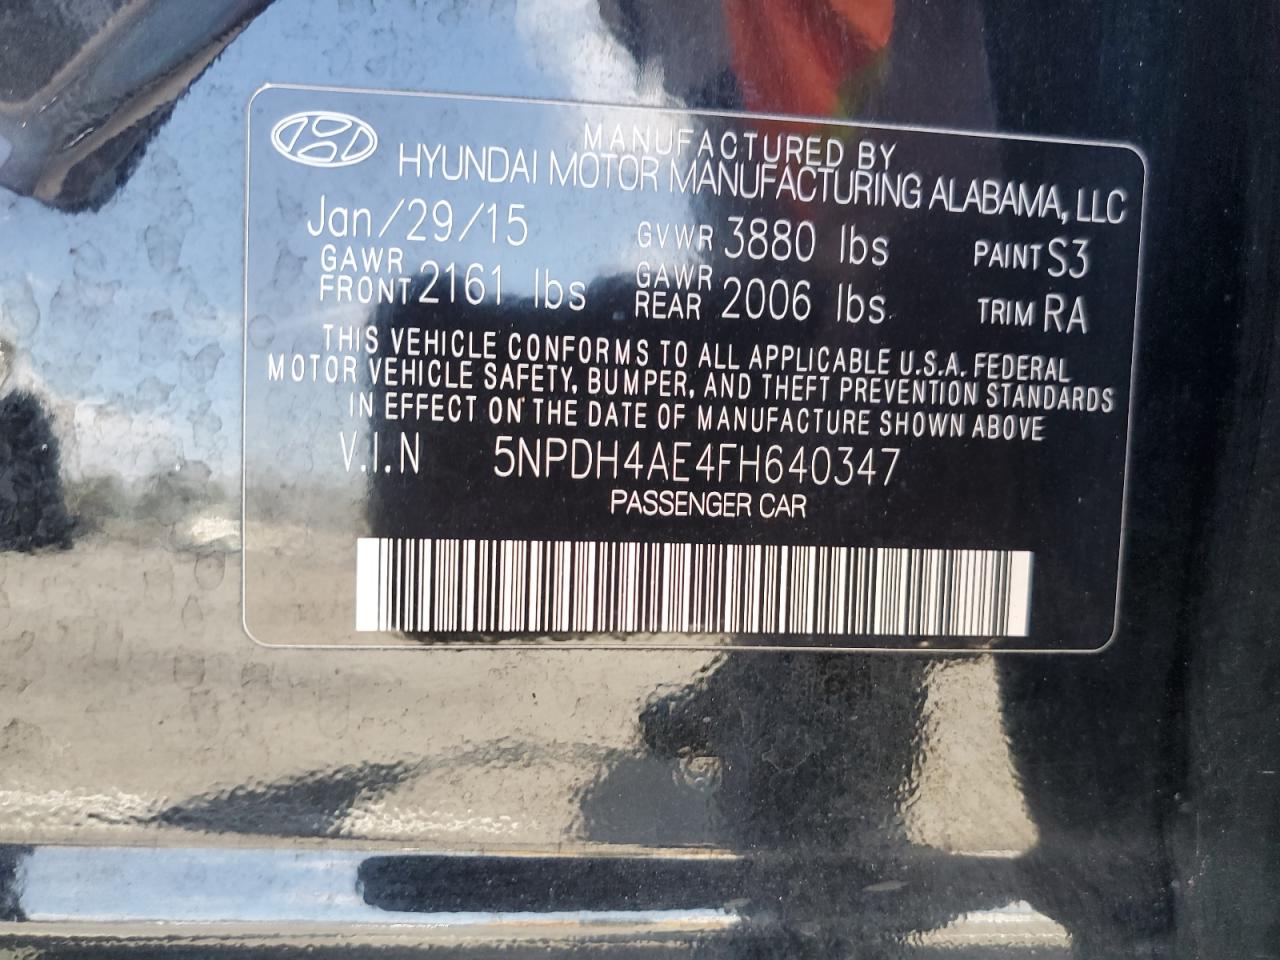 MANUFACTURED BY
HYUNDAI MOTOR MANUFACTURING ALABAMA, LLC
Jan/29/15 GVWR 3880 lbs PAINT S3
GAWR FRONT 2161 lbs GAWR REAR 2006 lbs TRIM RA
THIS VEHICLE CONFORMS TO ALL APPLICABLE U.S.A. FEDERAL
MOTOR VEHICLE SAFETY, BUMPER, AND THEFT PREVENTION STANDARDS
IN EFFECT ON THE DATE OF MANUFACTURE SHOWN ABOVE
V.I.N 5NPDH4AE4FH640347
PASSENGER CAR